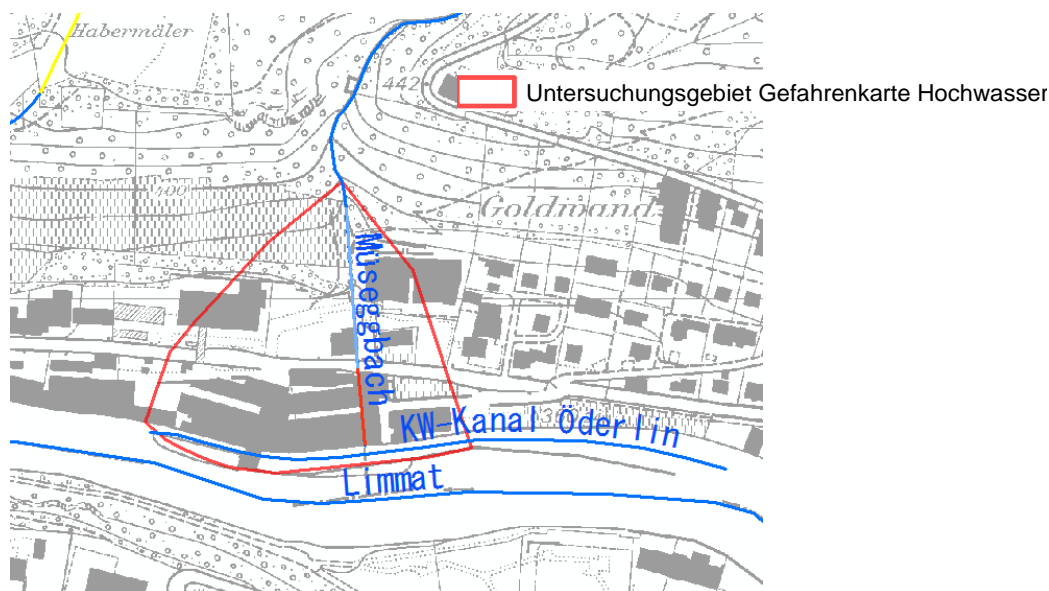 Habermäler
442
Untersuchungsgebiet Gefahrenkarte Hochwasser
400
Goldwand
Müseggbach
KW-Kanal Öderlin
Limmat